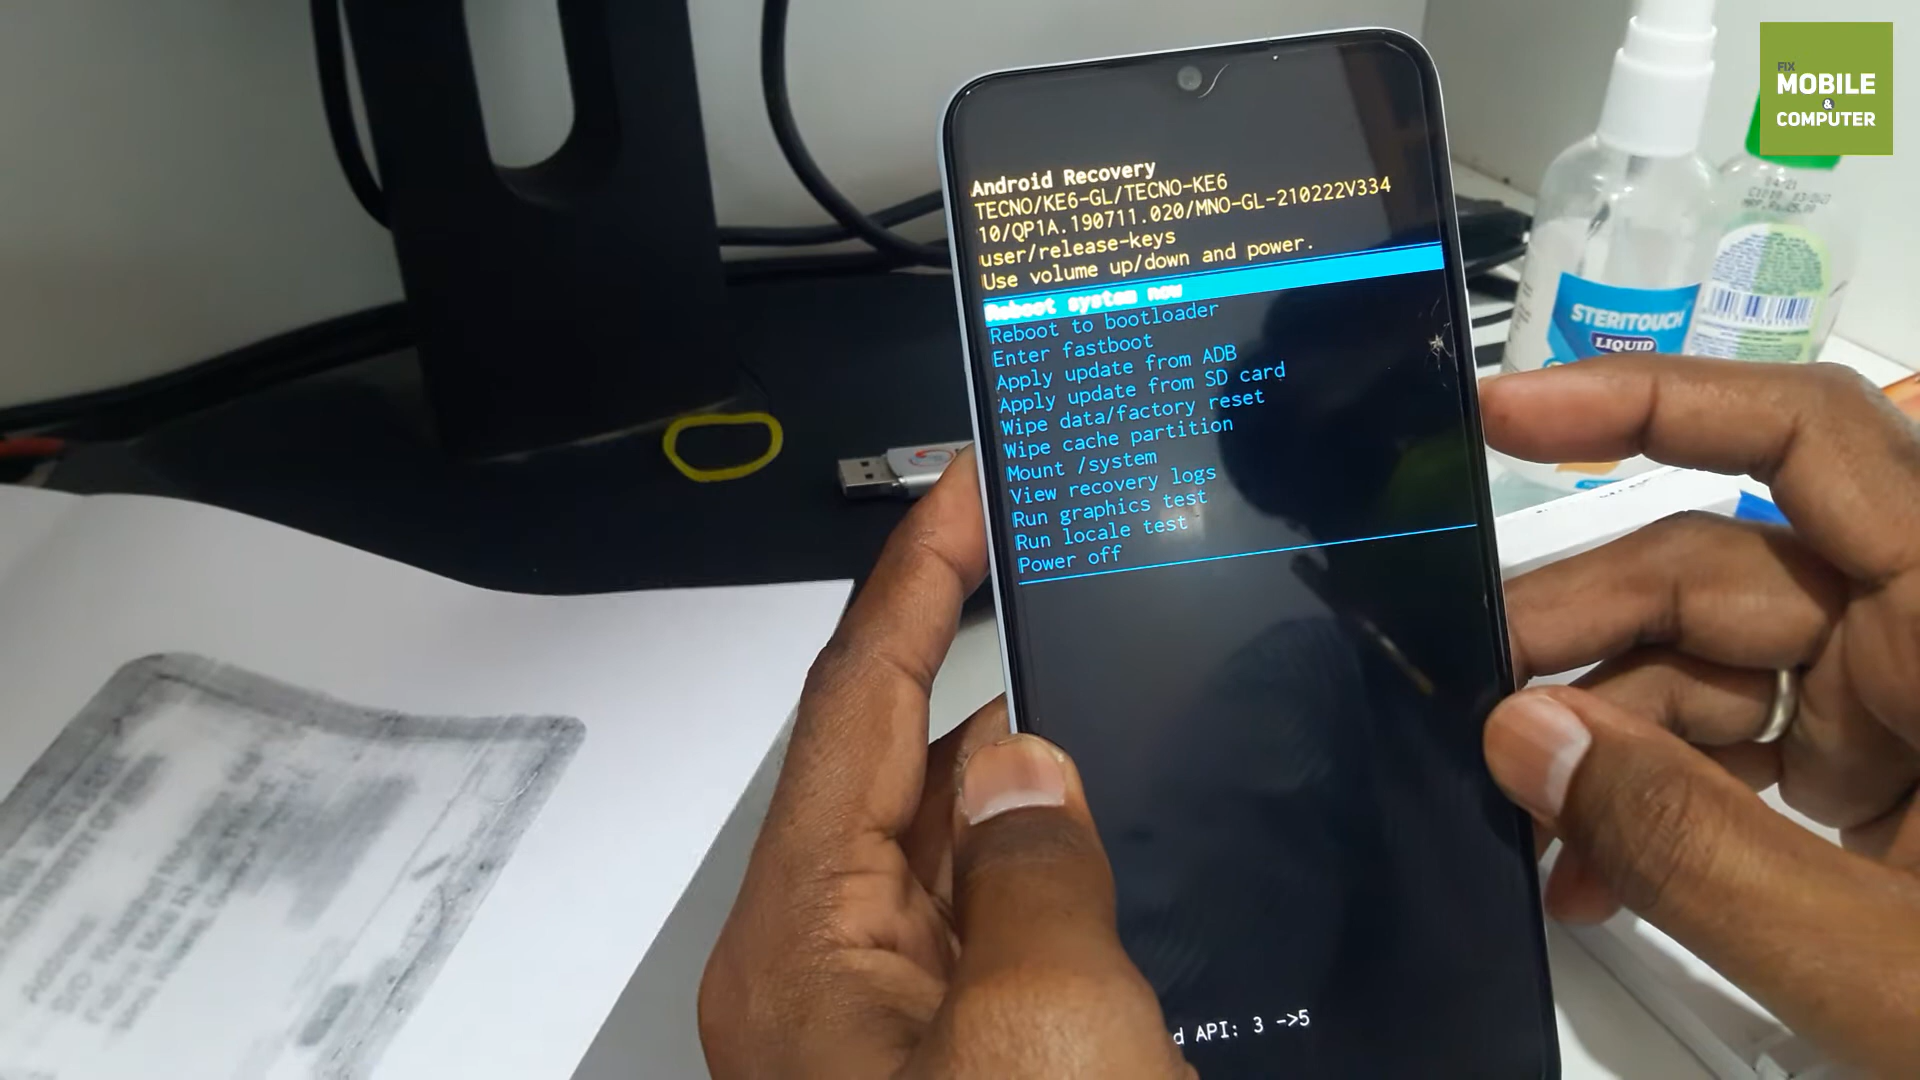 FIX
MOBILE
&
COMPUTER
Android Recovery
TECNO/KE6-GL/TECNO-KE6
10/QP1A.190711.020/MNO-GL-210222V334
user/release-keys
Use volume up/down and power.
Reboot system now
Reboot to bootloader
Enter fastboot
Apply update from ADB
Apply update from SD card
Wipe data/factory reset
Wipe cache partition
Mount /system
View recovery logs
Run graphics test
Run locale test
Power off
d API: 3 ->5
STERITOUCH
LIQUID